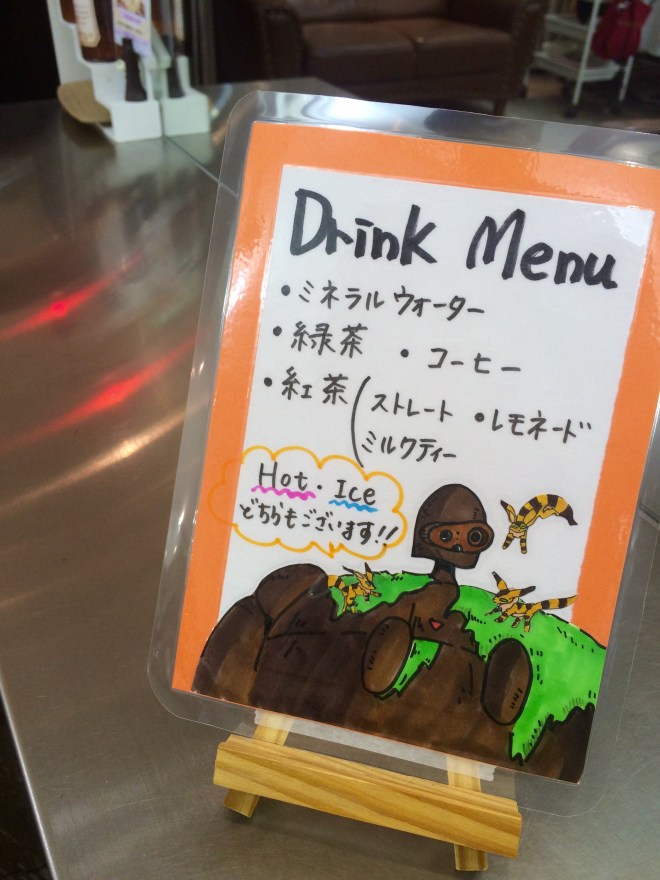 Drink Menu
・ミネラルウォーター
・緑茶 ・コーヒー
・紅茶(ストレート ・レモネード
ミルクティー
Hot・Ice
どちらもございます!!